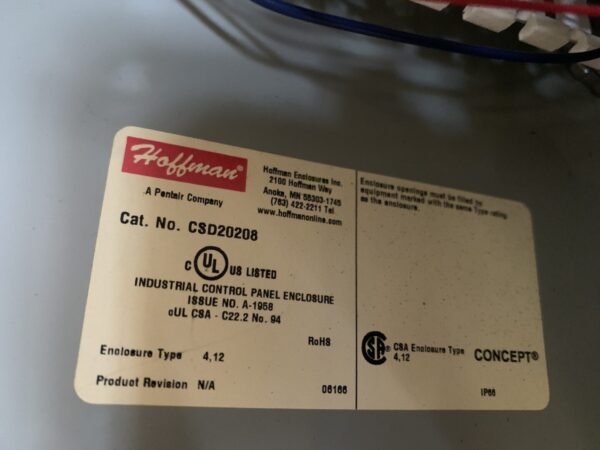 Hoffman®
A Pentair Company
Hoffman Enclosures Inc.
2100 Hoffman Way
Anoka, MN 55303-1745
(763) 422-2211 Tel
www.hoffmanonline.com
Cat. No. CSD20208
C UL US LISTED
INDUSTRIAL CONTROL PANEL ENCLOSURE
ISSUE NO. A-1958
cUL CSA - C22.2 No. 94
RoHS
Enclosure Type 4,12
Product Revision N/A
06166
Enclosure openings must be filled by
equipment marked with the same Type rating
as the enclosure.
CSA® CSA Enclosure Type
4,12
CONCEPT®
IP66